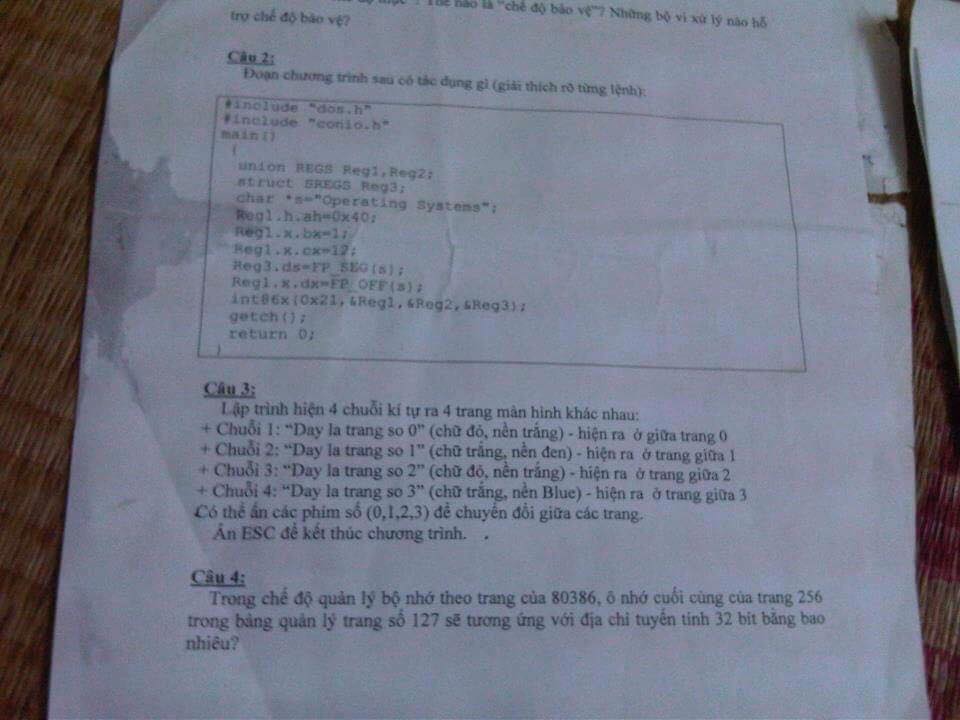 Thế nào là "chế độ bảo vệ"? Những bộ vi xử lý nào hỗ
trợ chế độ bảo vệ?
Câu 2:
Đoạn chương trình sau có tác dụng gì (giải thích rõ từng lệnh):
#include "dos.h"
#include "conio.h"
main()
{
union REGS Reg1,Reg2;
struct SREGS Reg3;
char *s="Operating Systems";
Reg1.h.ah=0x40;
Reg1.x.bx=1;
Reg1.x.cx=12;
Reg3.ds=FP_SEG(s);
Reg1.x.dx=FP_OFF(s);
int86x(0x21,&Reg1,&Reg2,&Reg3);
getch();
return 0;
}
Câu 3:
Lập trình hiện 4 chuỗi kí tự ra 4 trang màn hình khác nhau:
+ Chuỗi 1: “Day la trang so 0” (chữ đỏ, nền trắng) - hiện ra ở giữa trang 0
+ Chuỗi 2: “Day la trang so 1” (chữ trắng, nền đen) - hiện ra ở trang giữa 1
+ Chuỗi 3: “Day la trang so 2” (chữ đỏ, nền trắng) - hiện ra ở trang giữa 2
+ Chuỗi 4: “Day la trang so 3” (chữ trắng, nền Blue) - hiện ra ở trang giữa 3
Có thể ấn các phím số (0,1,2,3) để chuyển đổi giữa các trang.
Ấn ESC để kết thúc chương trình.
Câu 4:
Trong chế độ quản lý bộ nhớ theo trang của 80386, ô nhớ cuối cùng của trang 256
trong bảng quản lý trang số 127 sẽ tương ứng với địa chỉ tuyến tính 32 bit bằng bao
nhiêu?